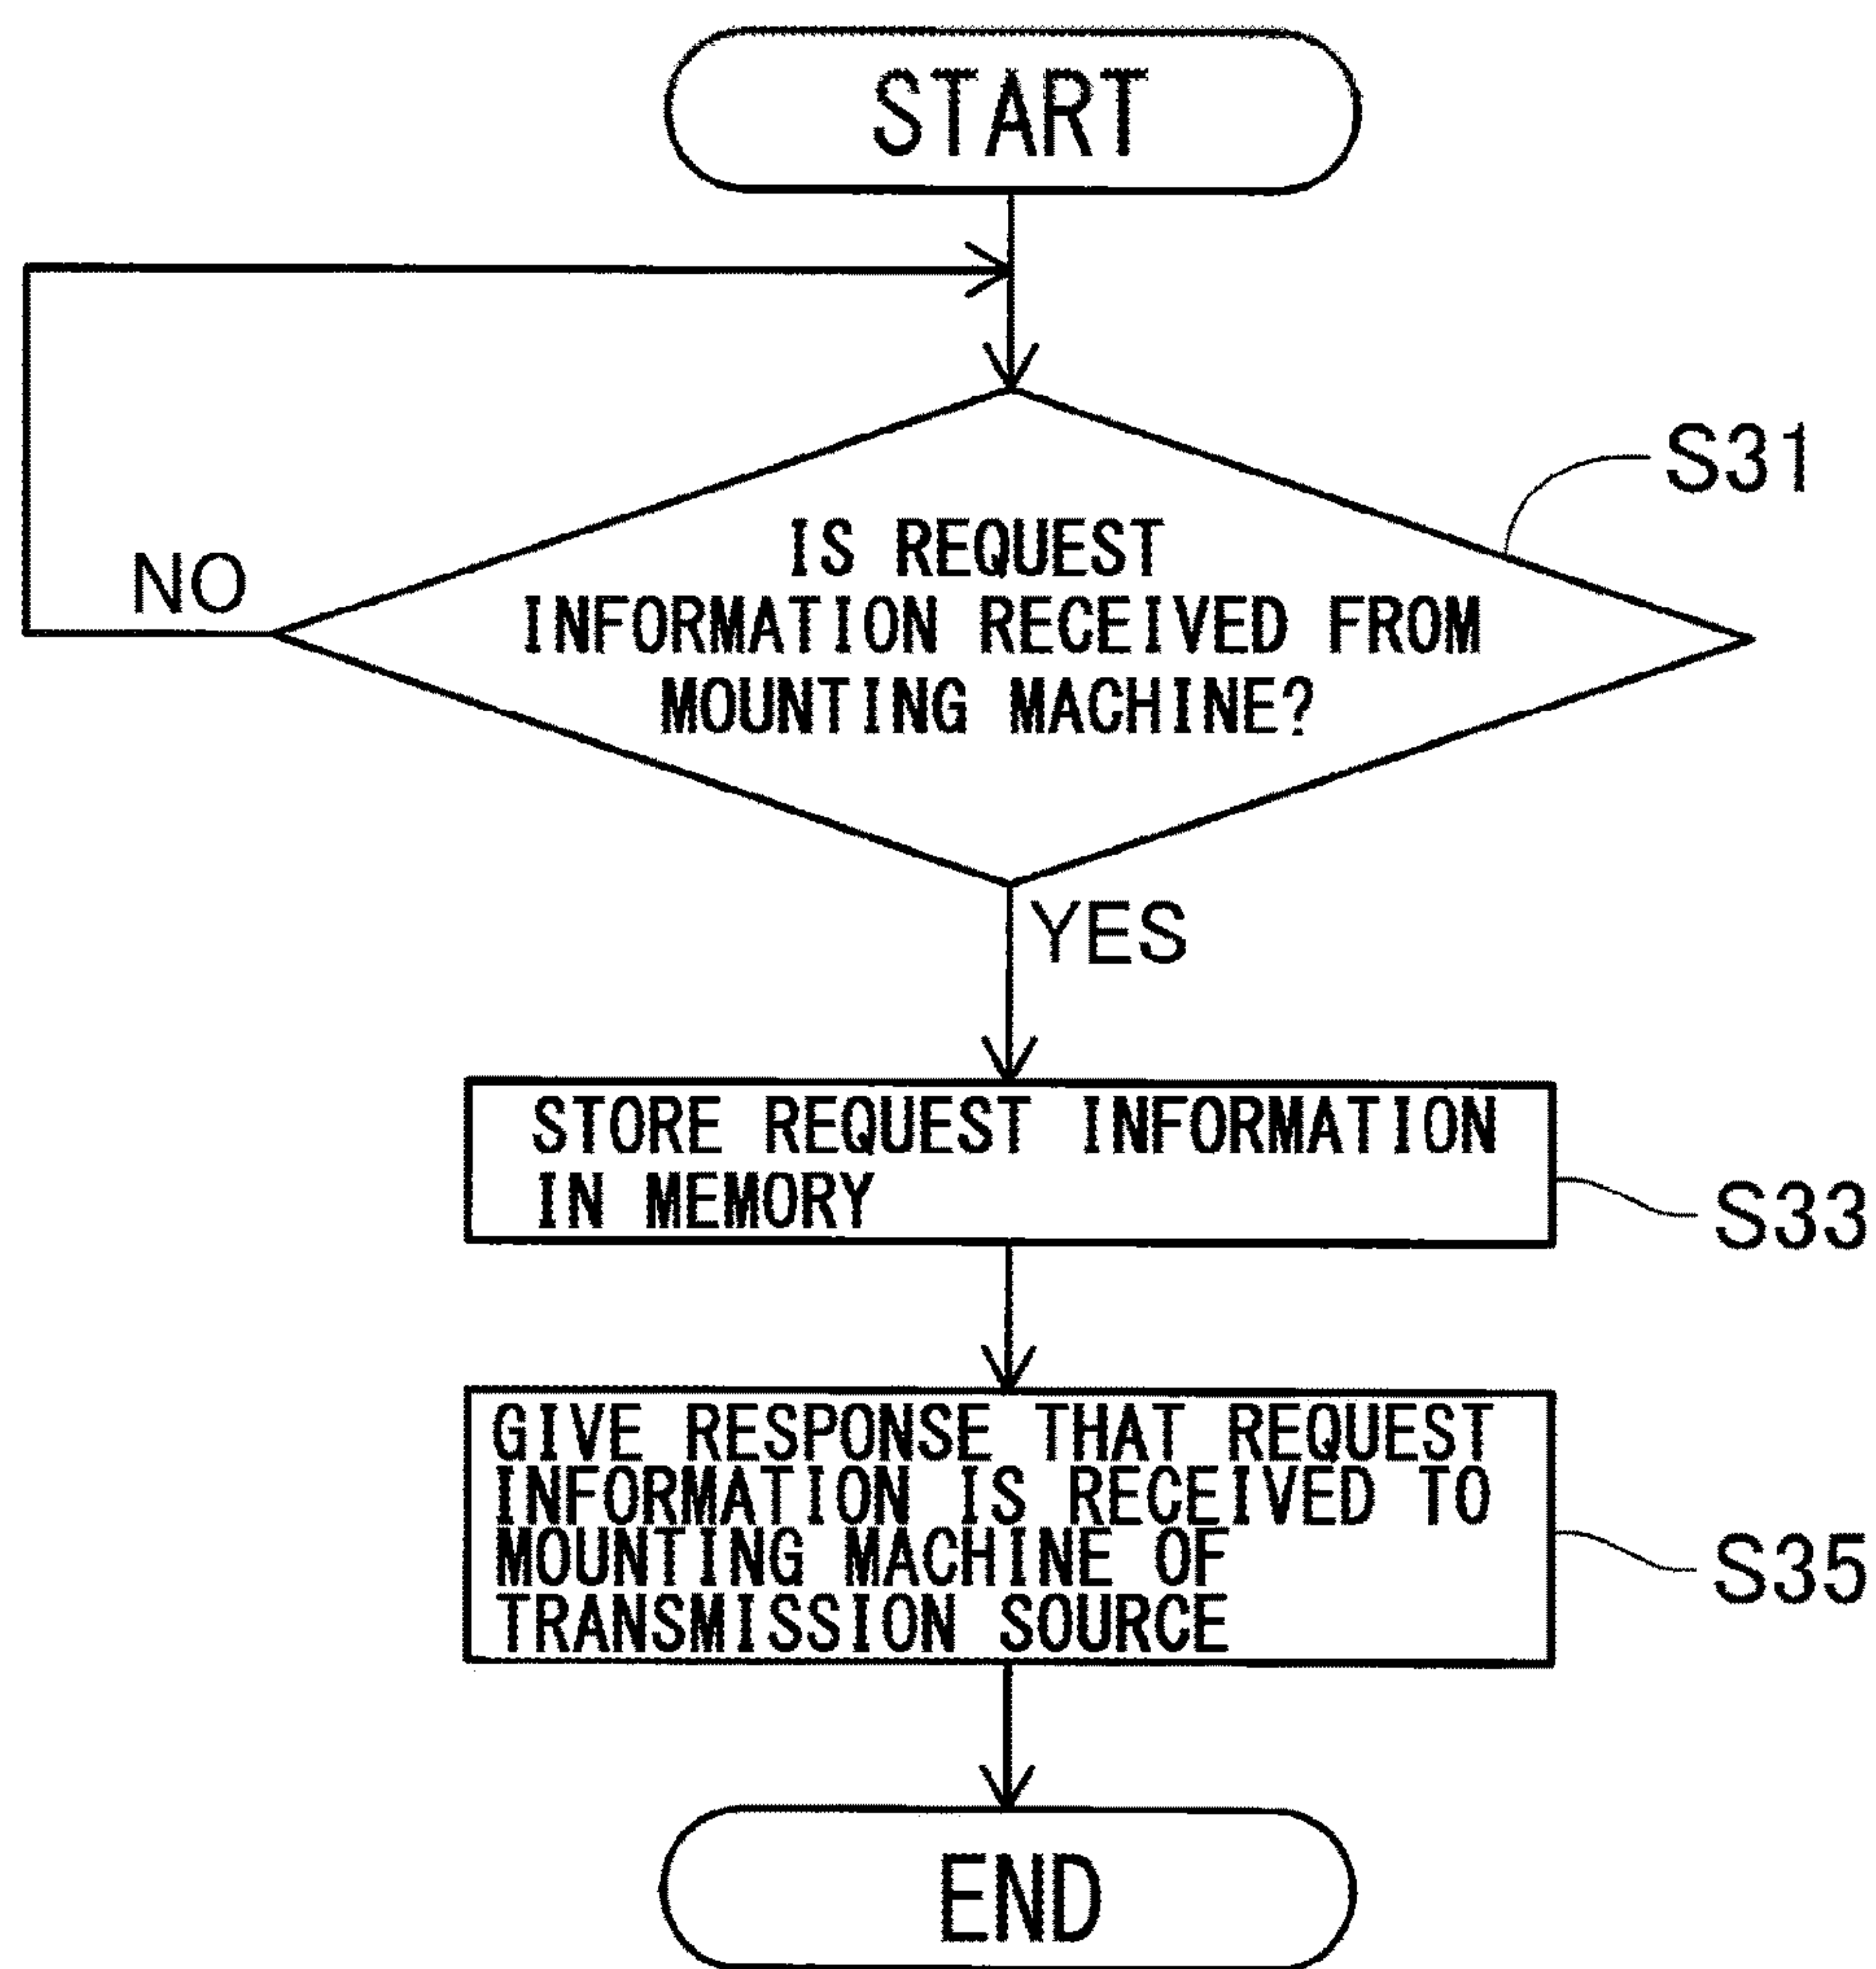 START
S31
IS REQUEST
INFORMATION RECEIVED FROM
MOUNTING MACHINE?
NO
YES
STORE REQUEST INFORMATION
IN MEMORY
S33
GIVE RESPONSE THAT REQUEST
INFORMATION IS RECEIVED TO
MOUNTING MACHINE OF
TRANSMISSION SOURCE
S35
END